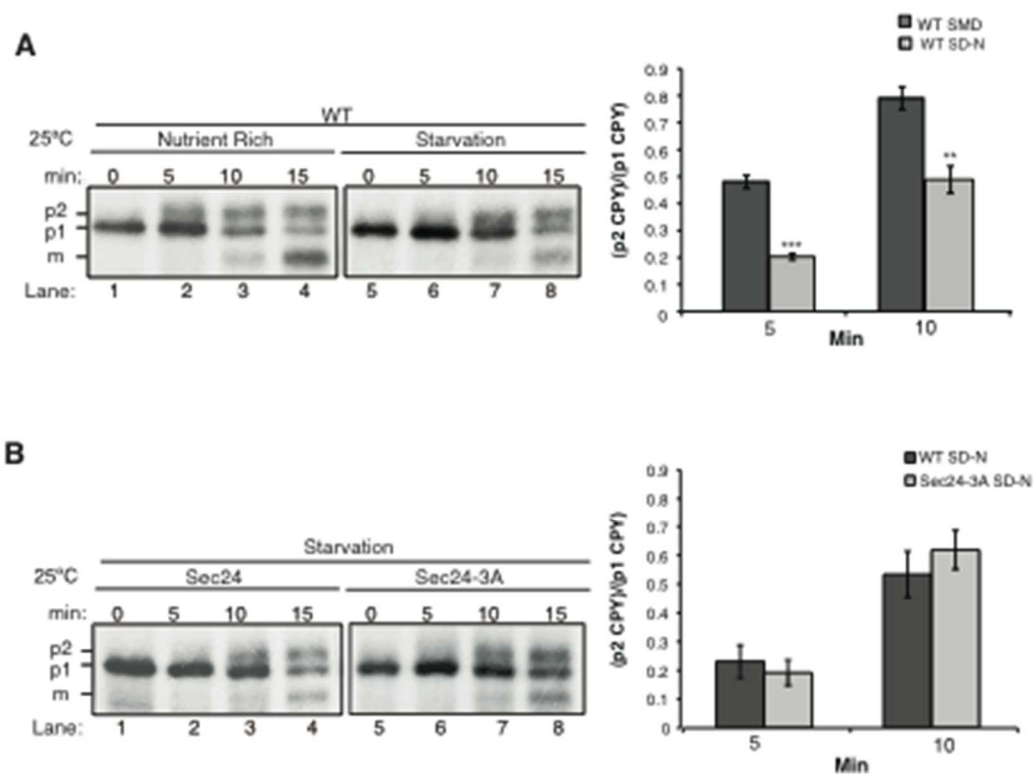 A
WT
25°C Nutrient Rich Starvation
min: 0 5 10 15 0 5 10 15
p2
p1
m
Lane: 1 2 3 4 5 6 7 8
WT SMD
WT SD-N
(p2 CPY)/(p1 CPY)
0.9
0.8
0.7
0.6
0.5
0.4
0.3
0.2
0.1
0
***
**
5 10
Min
B
Starvation
25°C Sec24 Sec24-3A
min: 0 5 10 15 0 5 10 15
p2
p1
m
Lane: 1 2 3 4 5 6 7 8
WT SD-N
Sec24-3A SD-N
(p2 CPY)/(p1 CPY)
0.9
0.8
0.7
0.6
0.5
0.4
0.3
0.2
0.1
0
5 10
Min